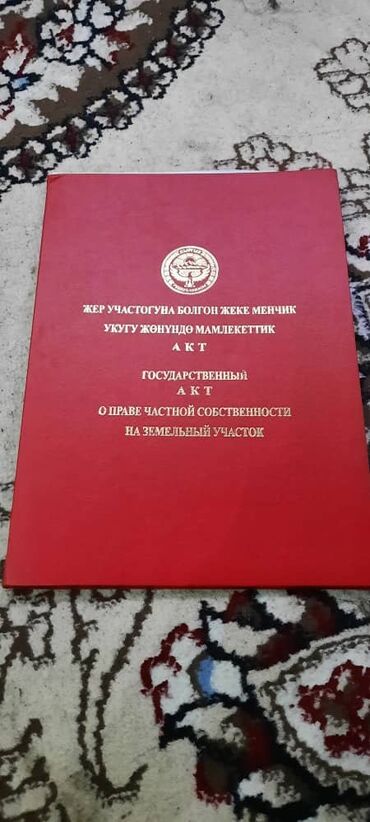 ЖЕР УЧАСТОГУНА БОЛГОН ЖЕКЕ МЕНЧИК
УКУГУ ЖӨНҮНДӨ МАМЛЕКЕТТИК
АКТ
ГОСУДАРСТВЕННЫЙ
АКТ
О ПРАВЕ ЧАСТНОЙ СОБСТВЕННОСТИ
НА ЗЕМЕЛЬНЫЙ УЧАСТОК